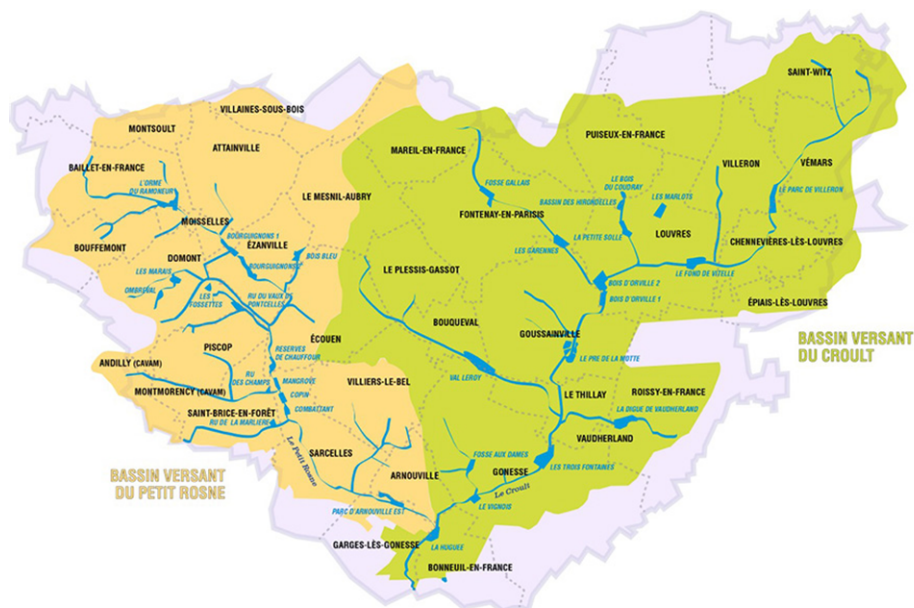 SAINT-WITZ
VILLAINES-SOUS-BOIS
MONTSOULT
PUISEUX-EN-FRANCE
ATTAINVILLE
MAREIL-EN-FRANCE
VILLERON
VÉMARS
BAILLET-EN-FRANCE
L'ORME
DU RAMONEUR
FOSSE GALLAIS
LE BOIS
DU COUDRAY
LE PARC DE VILLERON
LE MESNIL-AUBRY
BASSIN DES HIRONDELLES
LES MARLOTS
MOISSELLES
FONTENAY-EN-PARISIS
BOURGUIGNONS 1
LOUVRES
LA PETITE SOLLE
CHENNEVIÈRES-LÈS-LOUVRES
BOUFFEMONT
ÉZANVILLE
BOIS BLEU
LES GARENNES
DOMONT
BOURGUIGNONS
LE PLESSIS-GASSOT
LE FOND DE VITELLE
LES MARAIS
BOIS D'ORVILLE 2
OMBREVAL
LES
FOSSETTES
RU DU VAUX DE
PONTCELLES
BOIS D'ORVILLE 1
ÉPIAIS-LÈS-LOUVRES
BOUQUEVAL
GOUSSAINVILLE
ÉCOUEN
BASSIN VERSANT
DU CROULT
PISCOP
RESERVES
DE CHAUFFOUR
LE PRE DE LA MOTTE
ANDILLY (CAVAM)
RU
DES CHAMPS
MANGROVE
VILLIERS-LE-BEL
VAL LEROY
MONTMORENCY (CAVAM)
COPIN
LE THILLAY
ROISSY-EN-FRANCE
COMBATTANT
LA DIGUE DE VAUDHERLAND
SAINT-BRICE-EN-FORÊT
RU DE LA MARLIERE
VAUDHERLAND
Le Petit Rosne
SARCELLES
FOSSE AUX DAMES
BASSIN VERSANT
DU PETIT ROSNE
ARNOUVILLE
GONESSE
LES TROIS FONTAINES
Le Croult
PARC D'ARNOUVILLE EST
LE VIGNOIS
GARGES-LÈS-GONESSE
LA HUGUEE
BONNEUIL-EN-FRANCE